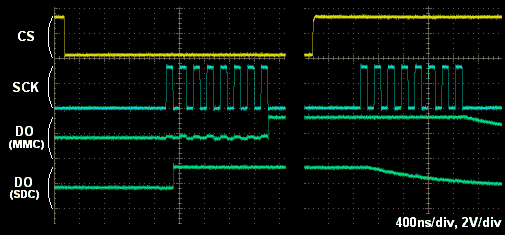 CS
SCK
DO
(MMC)
DO
(SDC)
400ns/div, 2V/div